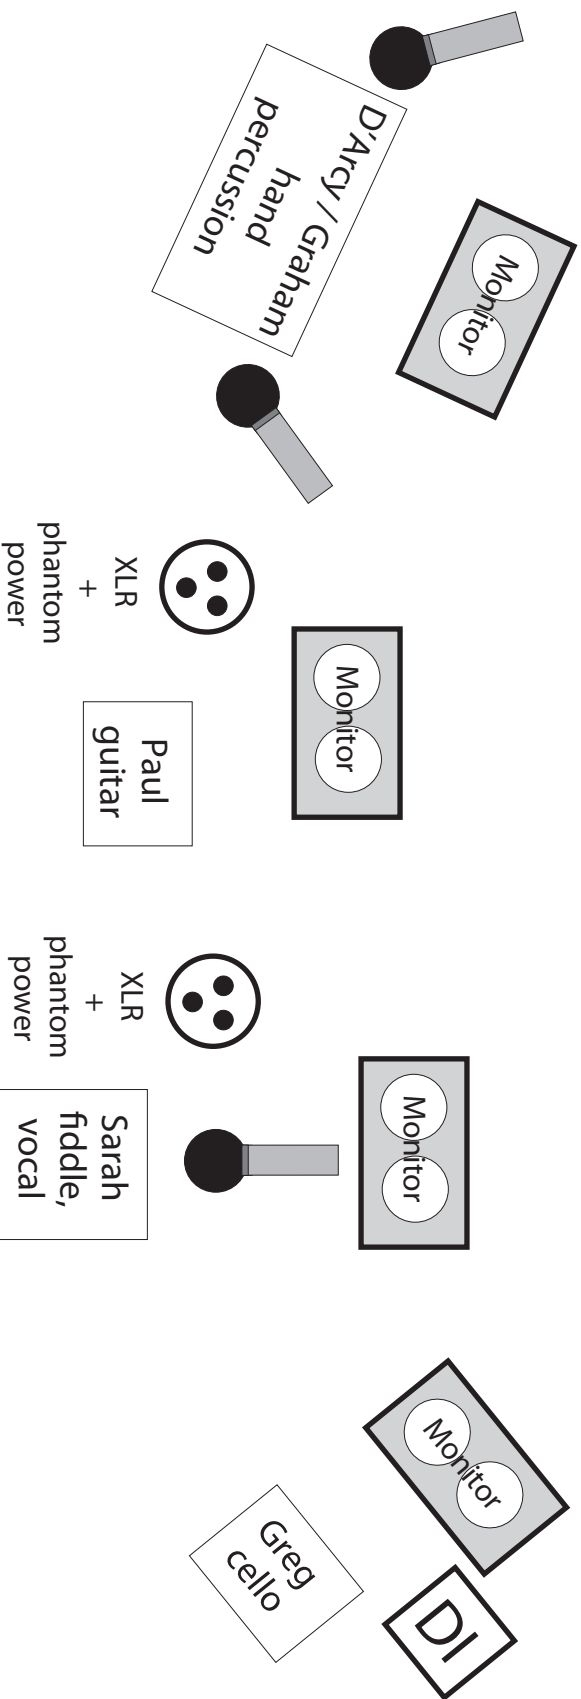 D'Arcy / Graham
hand
percussion
Monitor
XLR
+
phantom
power
Monitor
Paul
guitar
XLR
+
phantom
power
Monitor
Sarah
fiddle,
vocal
Monitor
Greg
cello
DI